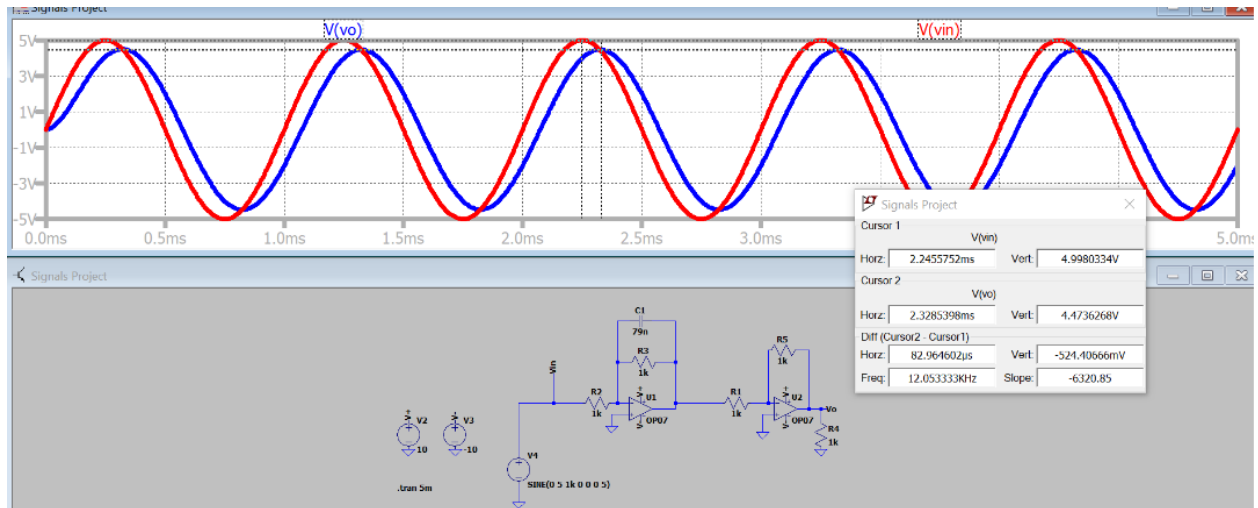 Signals Project
V(vo) V(vin)
5V
3V
1V
-1V
-3V
-5V
0.0ms 0.5ms 1.0ms 1.5ms 2.0ms 2.5ms 3.0ms 5.0ms
Signals Project
Cursor 1
V(vin)
Horz: 2.2455752ms Vert: 4.9980334V
Cursor 2
V(vo)
Horz: 2.3285398ms Vert: 4.4736268V
Diff (Cursor2 - Cursor1)
Horz: 82.964602µs Vert: -524.40666mV
Freq: 12.053333KHz Slope: -6320.85
Signals Project
C1
79n
R3
1k
R5
1k
Vin
R2
1k
V+
U1
V-
OP07
R1
1k
V+
U2
V-
OP07
Vo
R4
1k
V+
V2
10
V-
V3
-10
V4
SINE(0 5 1k 0 0 0 5)
.tran 5m